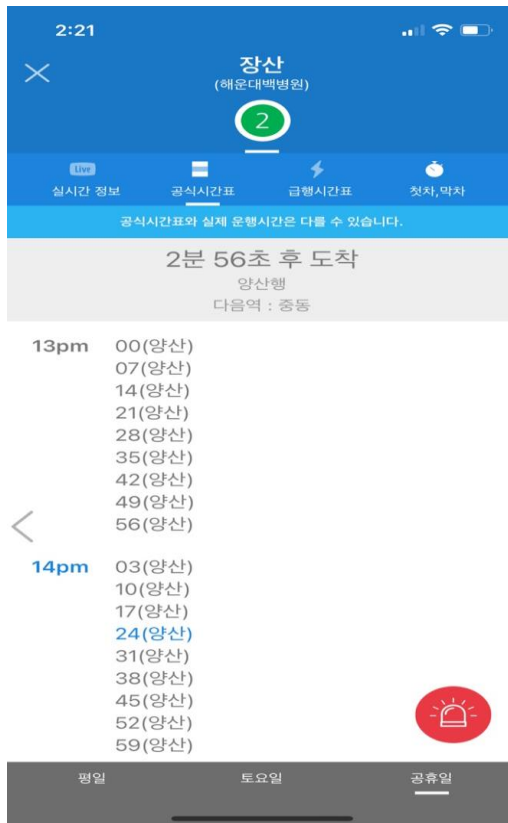 2:21
장산
(해운대백병원)
2
Live
실시간 정보 공식시간표 급행시간표 첫차,막차
공식시간표와 실제 운행시간은 다를 수 있습니다.
2분 56초 후 도착
양산행
다음역 : 중동
13pm 00(양산)
07(양산)
14(양산)
21(양산)
28(양산)
35(양산)
42(양산)
49(양산)
56(양산)
14pm 03(양산)
10(양산)
17(양산)
24(양산)
31(양산)
38(양산)
45(양산)
52(양산)
59(양산)
평일 토요일 공휴일